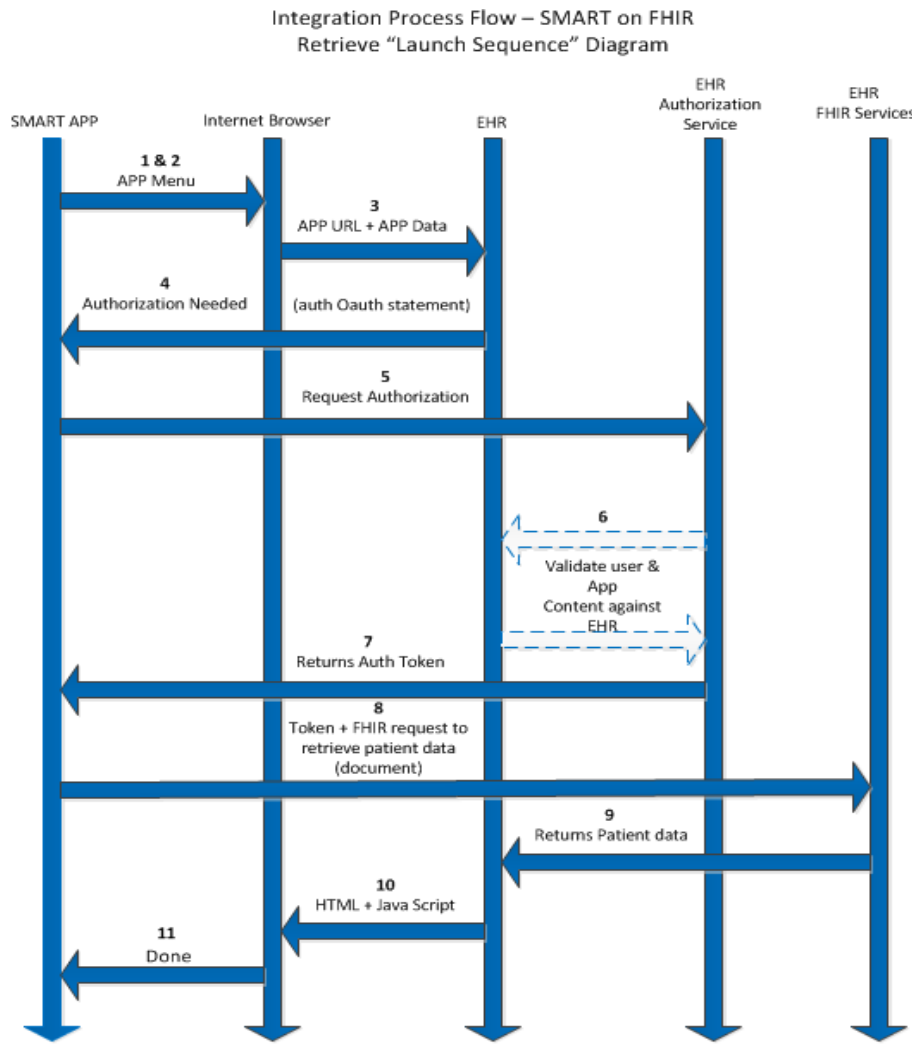 Integration Process Flow – SMART on FHIR
Retrieve “Launch Sequence” Diagram
SMART APP
Internet Browser
EHR
EHR
Authorization
Service
EHR
FHIR Services
1 & 2
APP Menu
3
APP URL + APP Data
4
Authorization Needed
(auth Oauth statement)
5
Request Authorization
6
Validate user &
App
Content against
EHR
7
Returns Auth Token
8
Token + FHIR request to
retrieve patient data
(document)
9
Returns Patient data
10
HTML + Java Script
11
Done